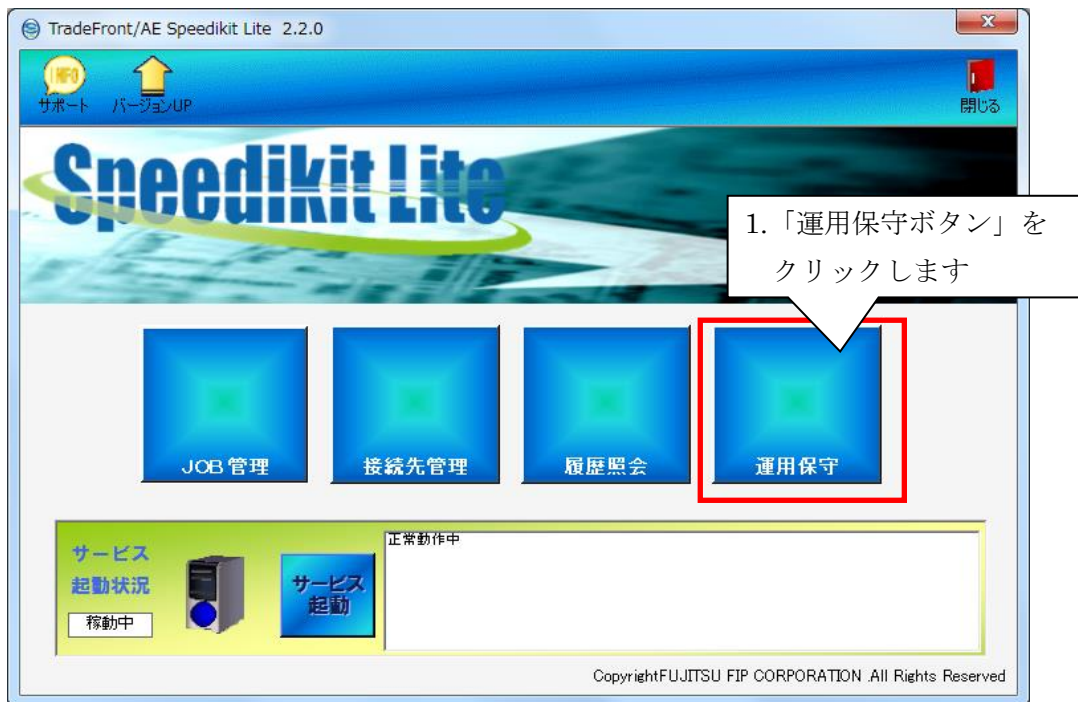 TradeFront/AE Speedikit Lite 2.2.0
INFO
サポート
バージョンUP
閉じる
Speedikit Lite
1.「運用保守ボタン」を
クリックします
JOB管理
接続先管理
履歴照会
運用保守
サービス
起動状況
稼動中
サービス
起動
正常動作中
CopyrightFUJITSU FIP CORPORATION .All Rights Reserved